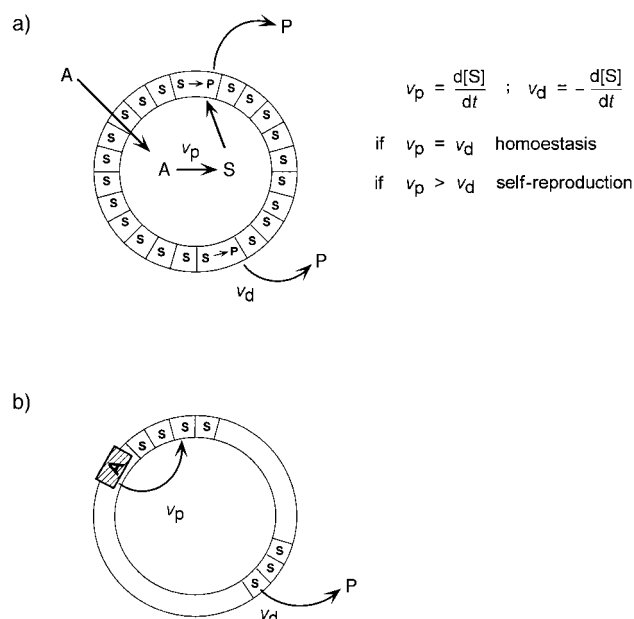 a)
P
A
S S S S→P S S S
S S S S S S S S S S S S S S S S→P S S S
v_p
A → S
v_p = d[S]/dt ; v_d = - d[S]/dt
if v_p = v_d homoestasis
if v_p > v_d self-reproduction
P
v_d
b)
S S S S
A
v_p
S S S
P
v_d